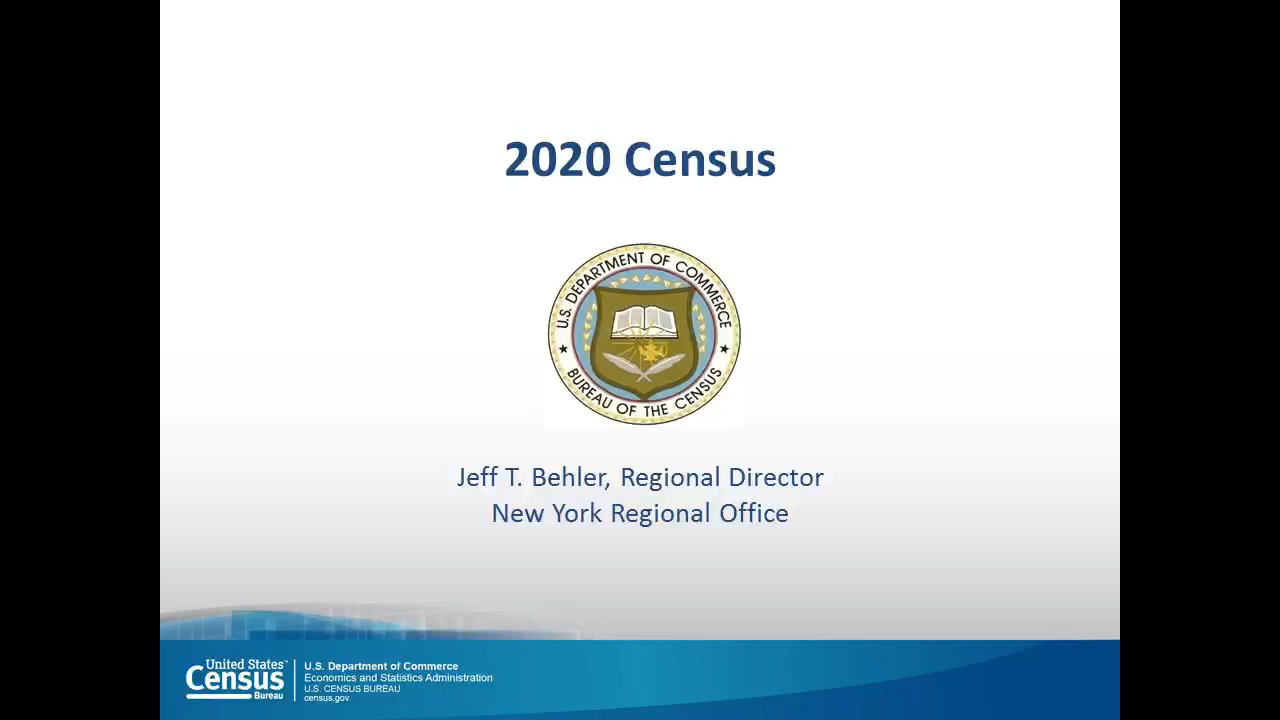 2020 Census
U.S. DEPARTMENT OF COMMERCE
BUREAU OF THE CENSUS
Jeff T. Behler, Regional Director
New York Regional Office
United States™
Census
Bureau
U.S. Department of Commerce
Economics and Statistics Administration
U.S. CENSUS BUREAU
census.gov